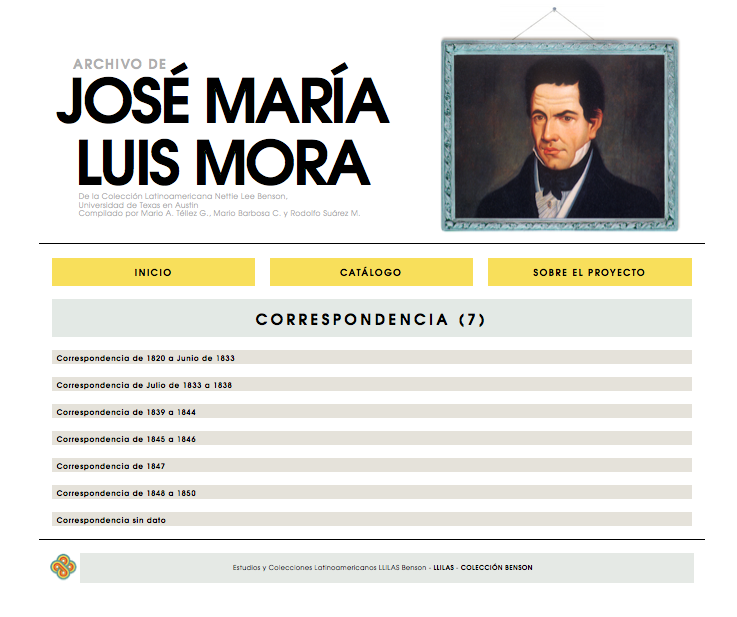 ARCHIVO DE
JOSÉ MARÍA
LUIS MORA
De la Colección Latinoamericana Nettie Lee Benson,
Universidad de Texas en Austin
Compilado por Mario A. Téllez G., Mario Barbosa C. y Rodolfo Suárez M.
INICIO
CATÁLOGO
SOBRE EL PROYECTO
CORRESPONDENCIA (7)
Correspondencia de 1820 a Junio de 1833
Correspondencia de Julio de 1833 a 1838
Correspondencia de 1839 a 1844
Correspondencia de 1845 a 1846
Correspondencia de 1847
Correspondencia de 1848 a 1850
Correspondencia sin dato
Estudios y Colecciones Latinoamericanos LLILAS Benson - LLILAS - COLECCIÓN BENSON